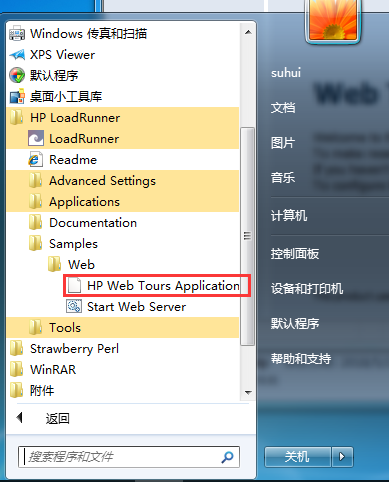 Windows 传真和扫描
XPS Viewer
默认程序
桌面小工具库
HP LoadRunner
LoadRunner
Readme
Advanced Settings
Applications
Documentation
Samples
Web
HP Web Tours Application
Start Web Server
Tools
Strawberry Perl
WinRAR
附件
返回
搜索程序和文件
suhui
文档
图片
音乐
计算机
控制面板
设备和打印机
默认程序
帮助和支持
关机
Web